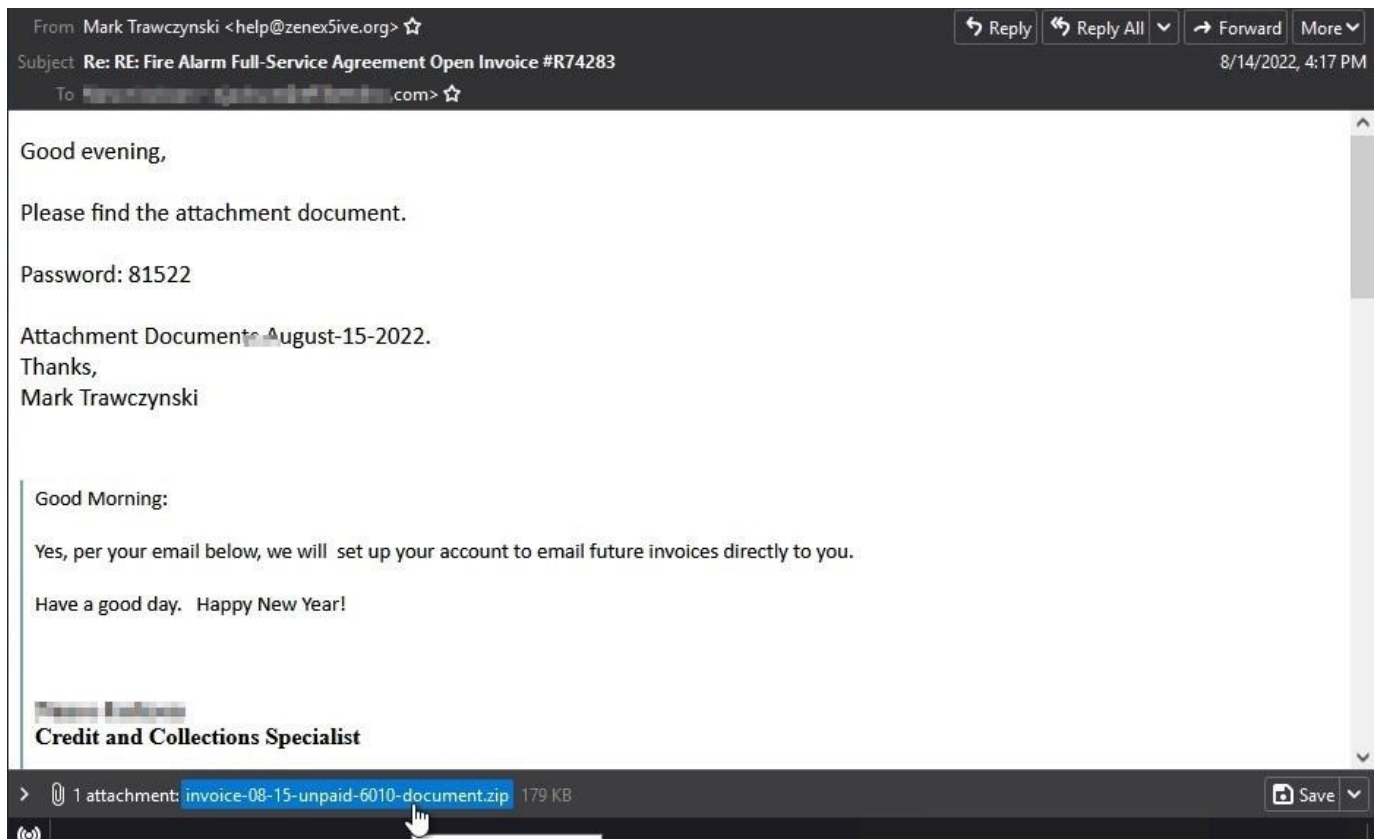 From Mark Trawczynski <help@zenex5ive.org>
Reply Reply All Forward More
Subject Re: RE: Fire Alarm Full-Service Agreement Open Invoice #R74283
8/14/2022, 4:17 PM
To .com>
Good evening,
Please find the attachment document.
Password: 81522
Attachment Documents August-15-2022.
Thanks,
Mark Trawczynski
Good Morning:
Yes, per your email below, we will set up your account to email future invoices directly to you.
Have a good day. Happy New Year!
Credit and Collections Specialist
1 attachment: invoice-08-15-unpaid-6010-document.zip 179 KB
Save